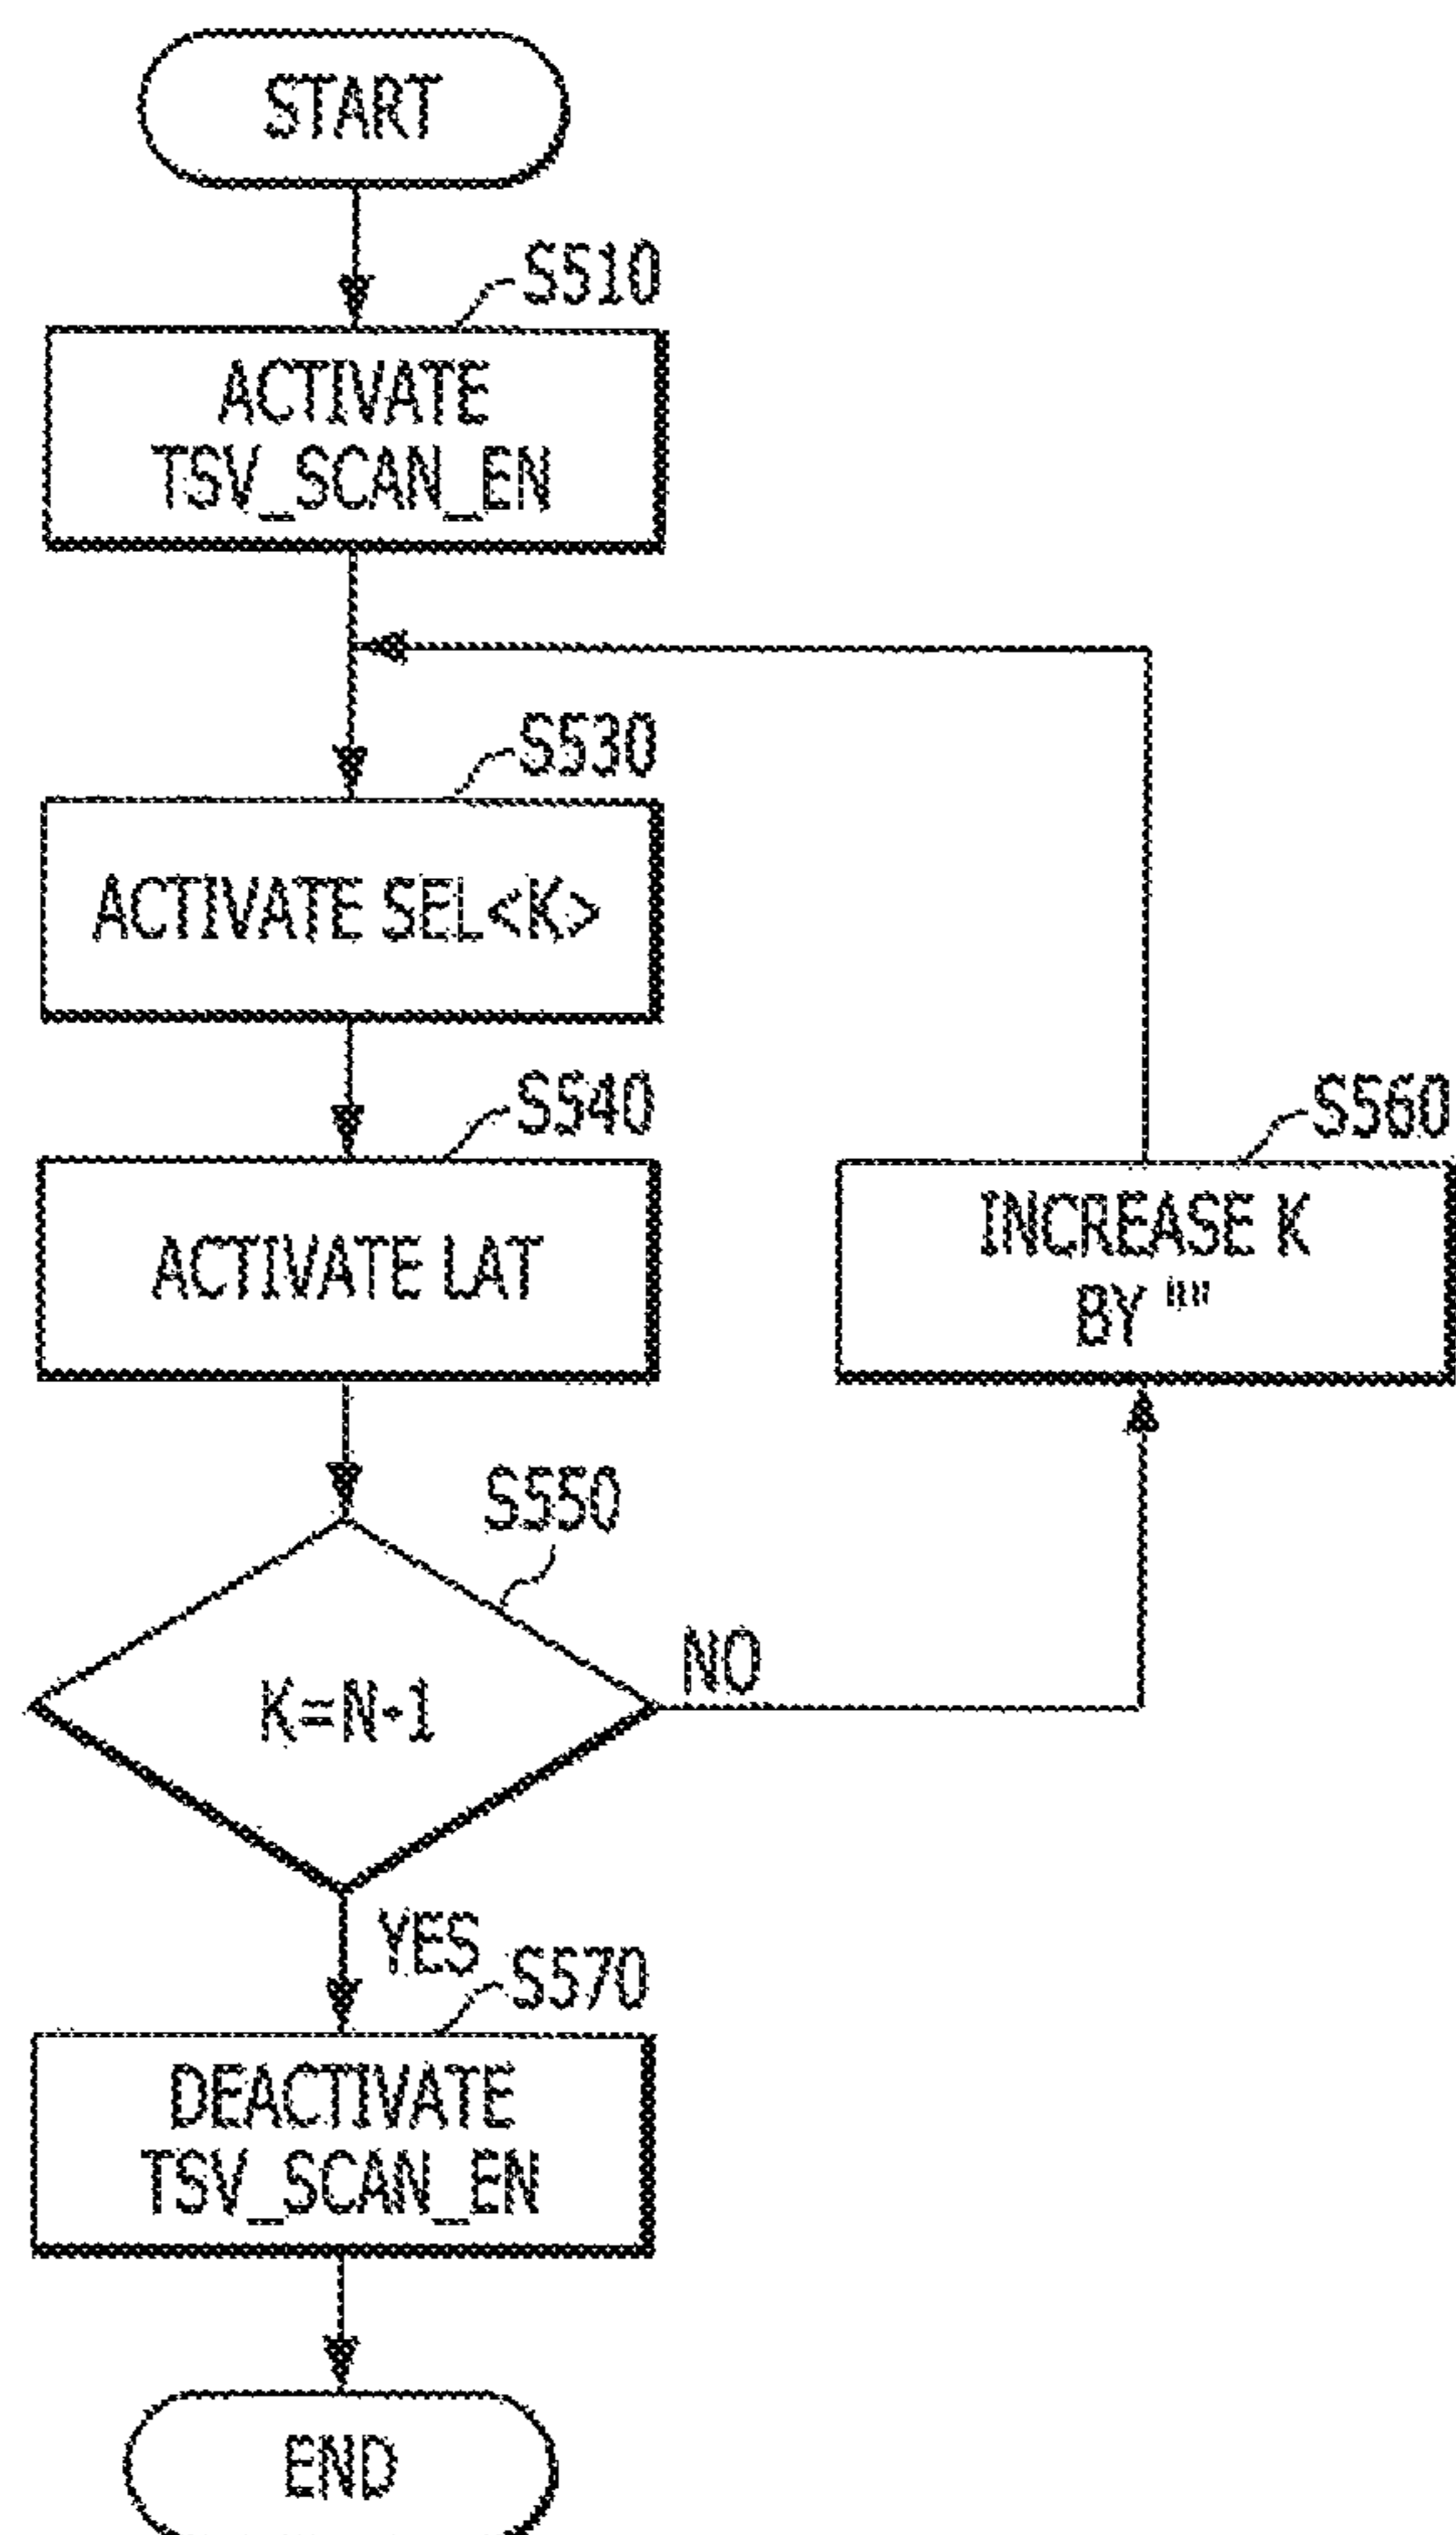 START
S510
ACTIVATE
TSV_SCAN_EN
S530
ACTIVATE SEL<K>
S540
ACTIVATE LAT
S560
INCREASE K
BY ""
S550
K=N-1
NO
YES
S570
DEACTIVATE
TSV_SCAN_EN
END